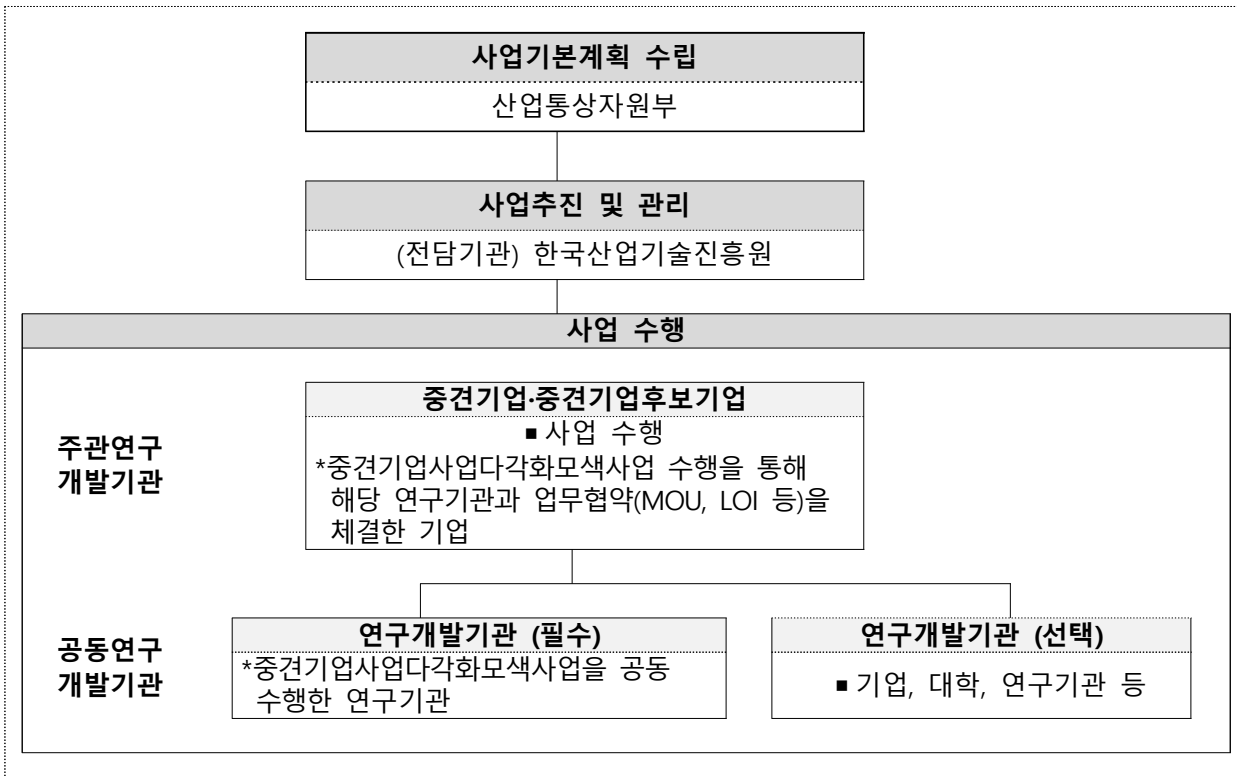 사업기본계획 수립
산업통상자원부
사업추진 및 관리
(전담기관) 한국산업기술진흥원
사업 수행
주관연구
개발기관
중견기업·중견기업후보기업
▪사업 수행
*중견기업사업다각화모색사업 수행을 통해
해당 연구기관과 업무협약(MOU, LOI 등)을
체결한 기업
공동연구
개발기관
연구개발기관 (필수)
*중견기업사업다각화모색사업을 공동
수행한 연구기관
연구개발기관 (선택)
▪기업, 대학, 연구기관 등